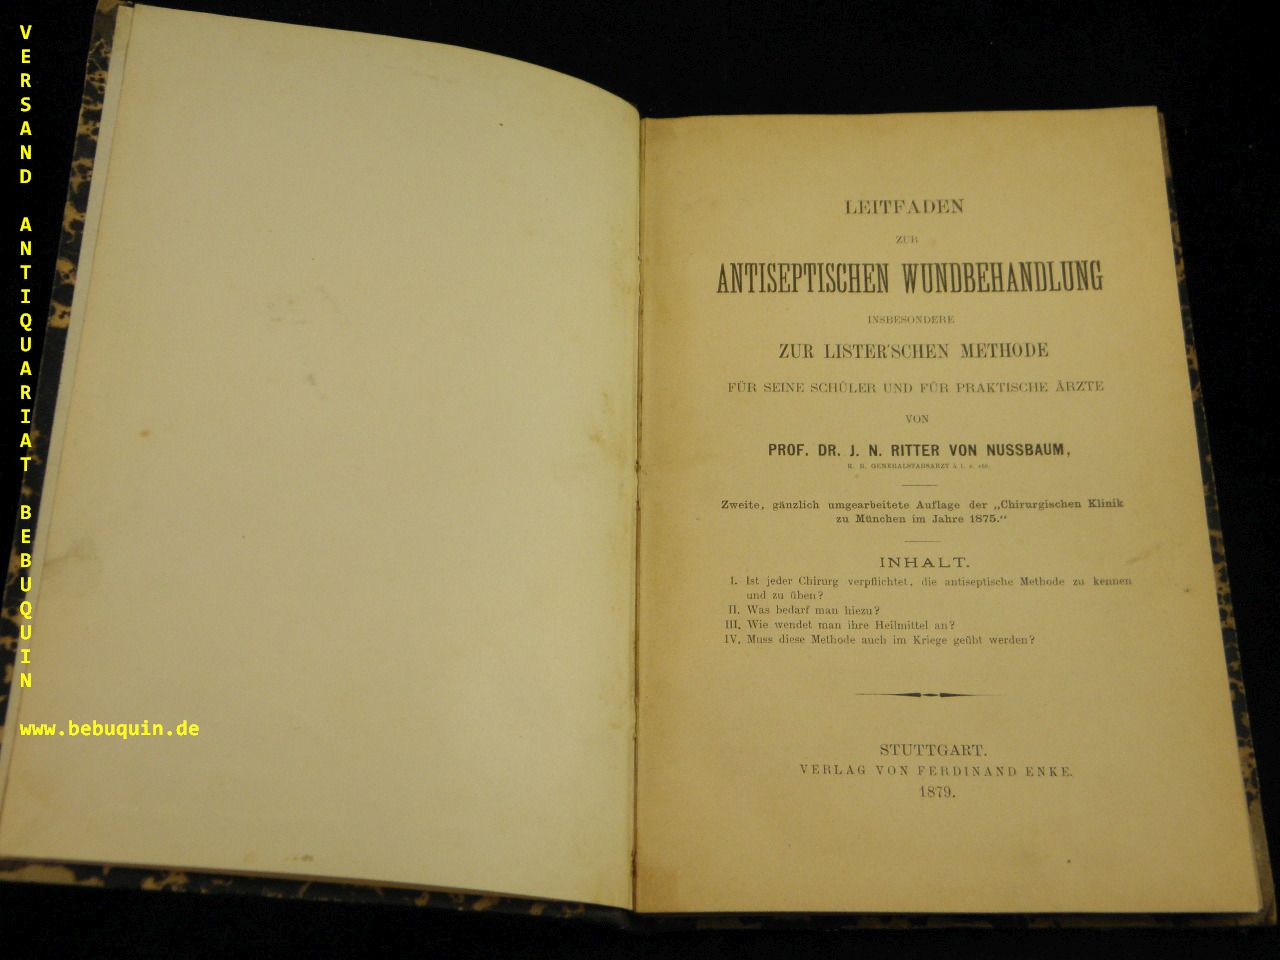 VERSAND ANTIQUARIAT BEBUQUIN
www.bebuquin.de
LEITFADEN
ZUR
ANTISEPTISCHEN WUNDBEHANDLUNG
INSBESONDERE
ZUR LISTER'SCHEN METHODE
FÜR SEINE SCHÜLER UND FÜR PRAKTISCHE ÄRZTE
VON
PROF. DR. J. N. RITTER VON NUSSBAUM,
GENERALSTABSARZT À l. s. etc.
Zweite, gänzlich umgearbeitete Auflage der „Chirurgischen Klinik
zu München im Jahre 1875.“
INHALT.
I. Ist jeder Chirurg verpflichtet, die antiseptische Methode zu kennen
und zu üben?
II. Was bedarf man hiezu?
III. Wie wendet man ihre Heilmittel an?
IV. Muss diese Methode auch im Kriege geübt werden?
STUTTGART.
VERLAG VON FERDINAND ENKE.
1879.